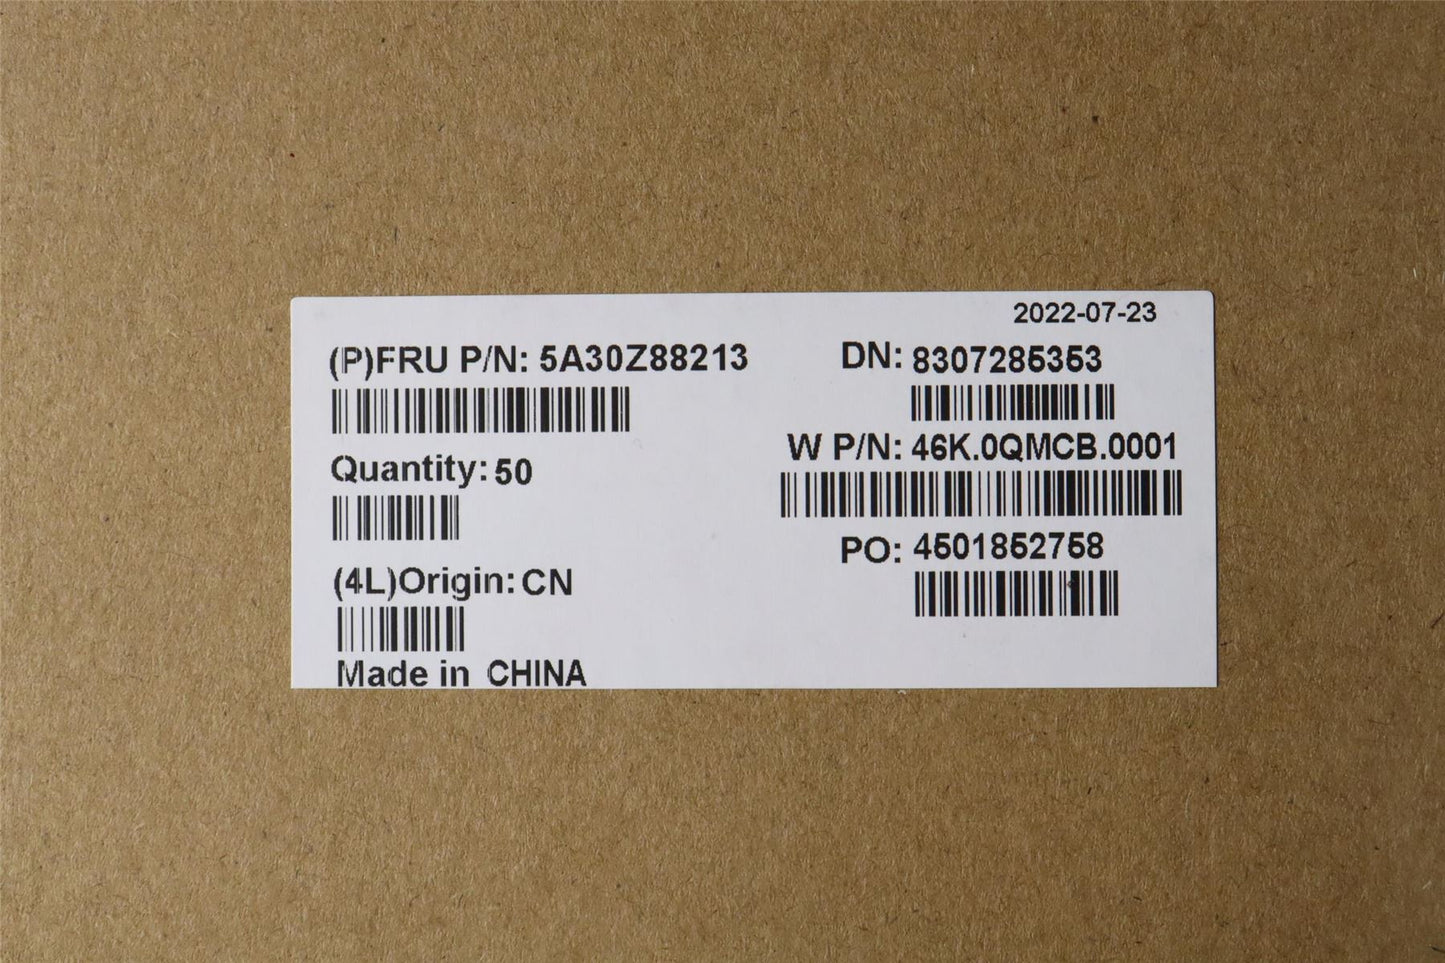 2022-07-23
(P)FRU P/N: 5A30Z88213
DN: 8307285353
W P/N: 46K.0QMCB.0001
Quantity: 50
PO: 4501852758
(4L)Origin: CN
Made in CHINA